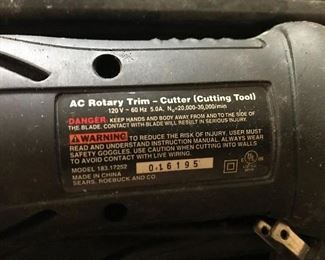 AC Rotary Trim - Cutter (Cutting Tool)
120 V~ 60 Hz 5.0A, N₀=20,000-30,000/min
DANGER: KEEP HANDS AND BODY AWAY FROM AND TO THE SIDE OF
THE BLADE. CONTACT WITH BLADE WILL RESULT IN SERIOUS INJURY.
WARNING TO REDUCE THE RISK OF INJURY, USER MUST
READ AND UNDERSTAND INSTRUCTION MANUAL. ALWAYS WEAR
SAFETY GOGGLES. USE CAUTION WHEN CUTTING INTO WALLS
TO AVOID CONTACT WITH LIVE WIRING.
MODEL 183.17252 016195
MADE IN CHINA
SEARS, ROEBUCK AND CO.
C UL US
LISTED